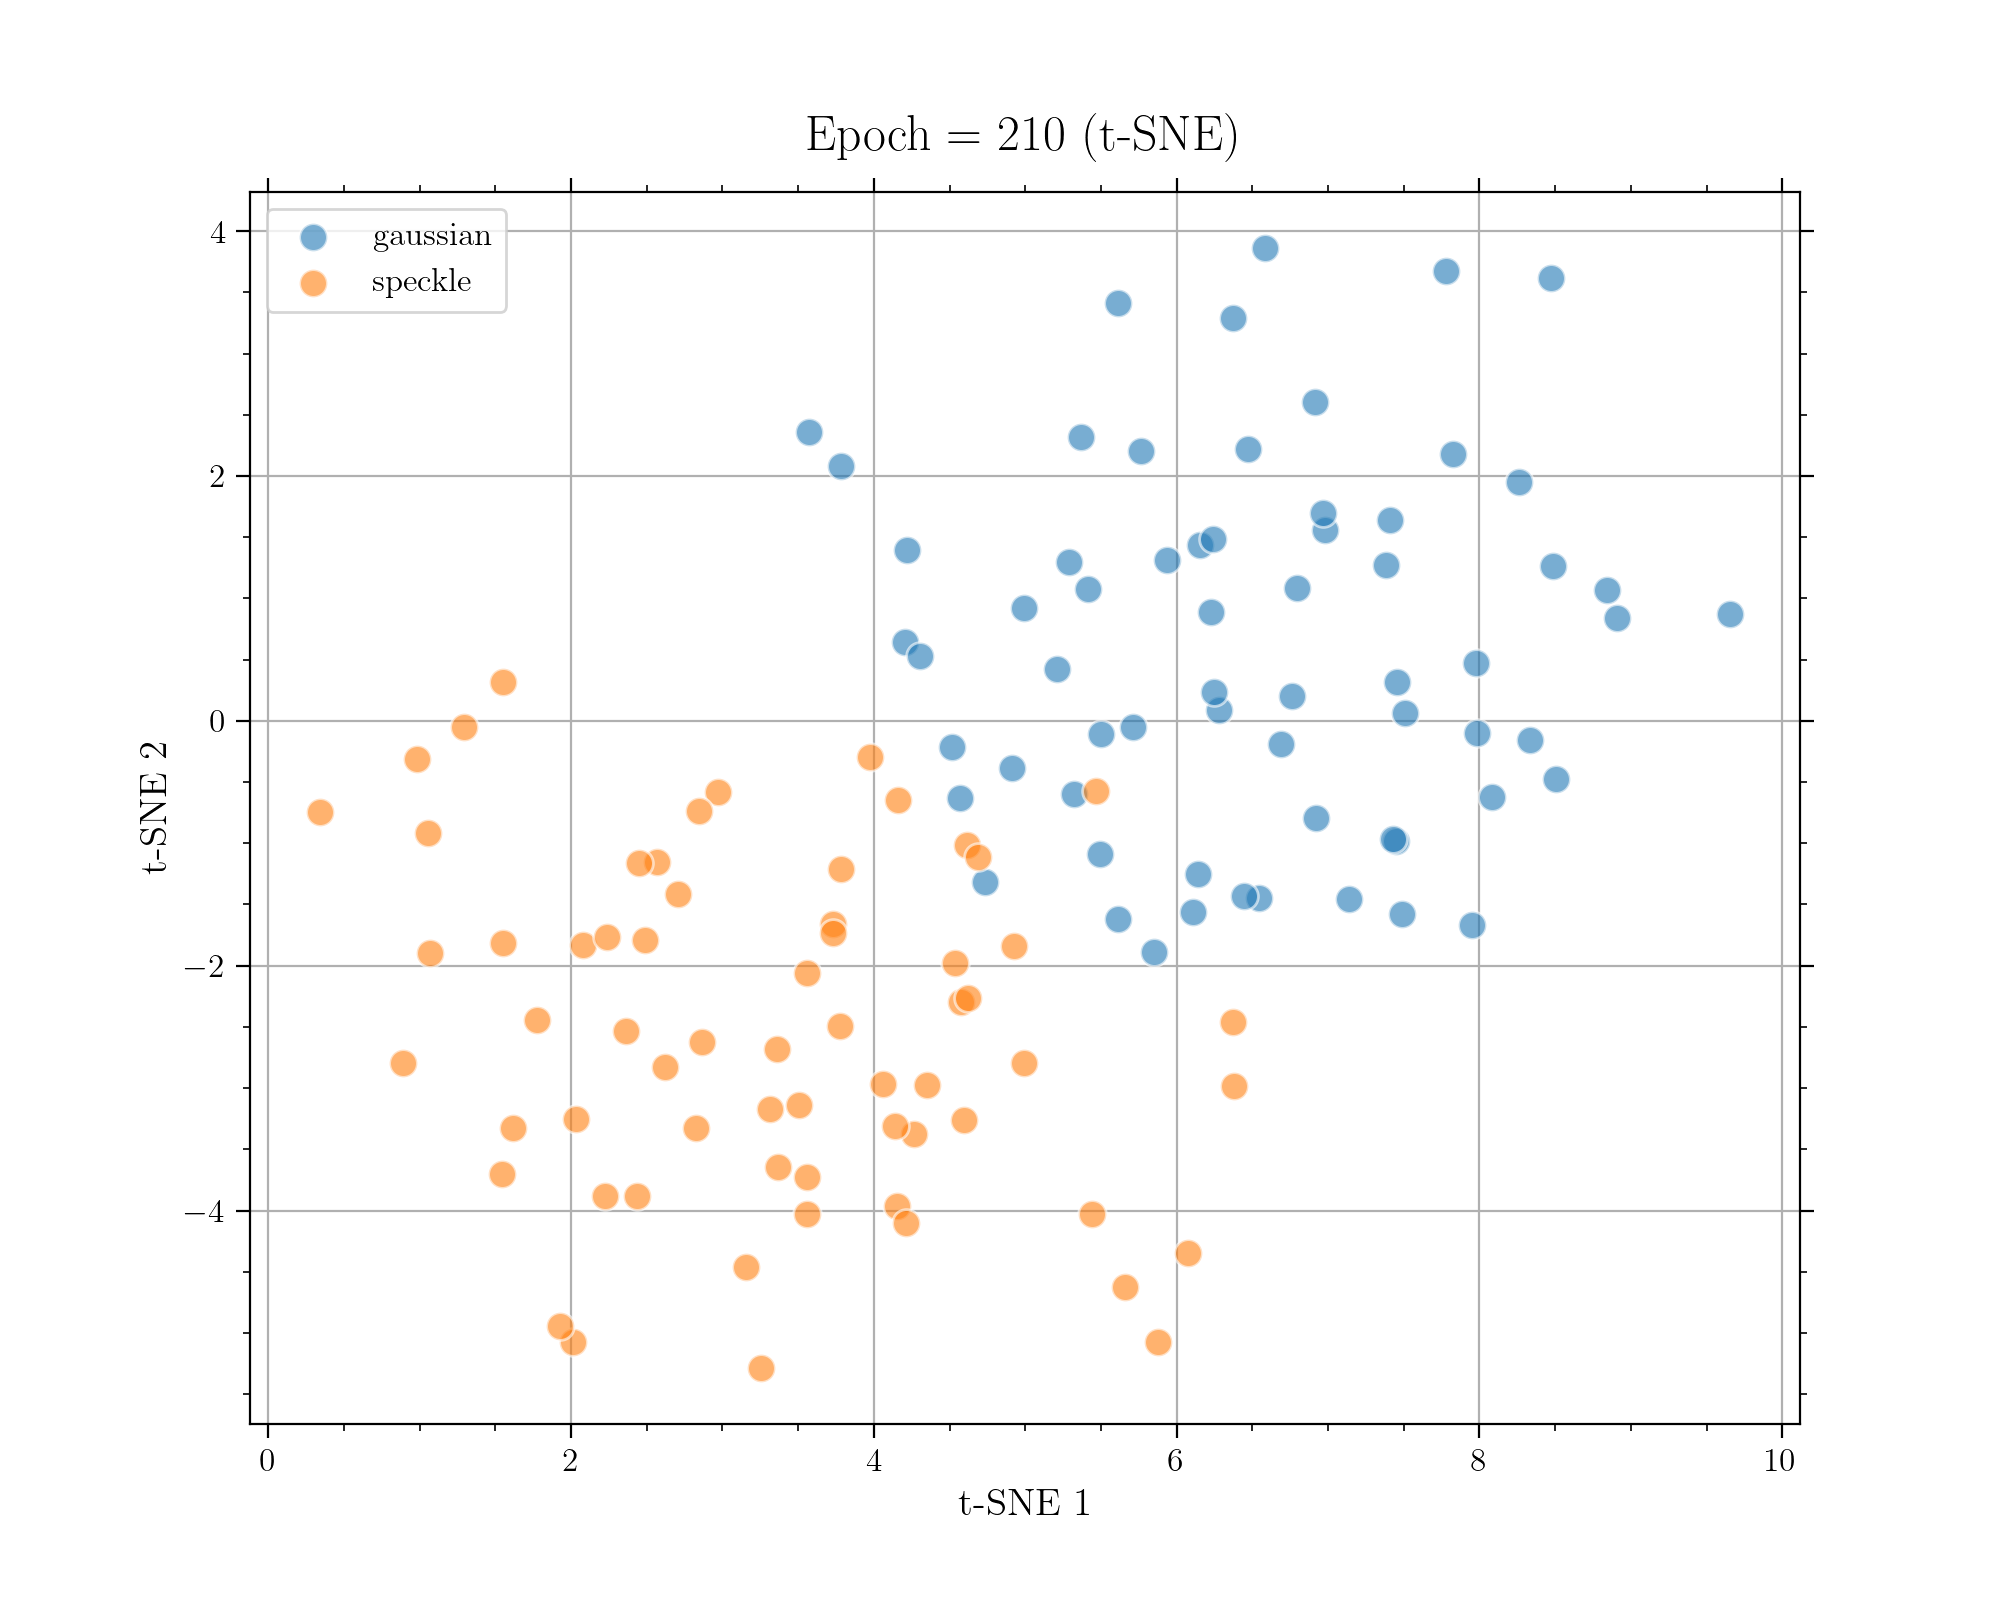 Epoch = 210 (t-SNE)
gaussian
speckle
4
2
0
−2
−4
t-SNE 2
0 2 4 6 8 10
t-SNE 1